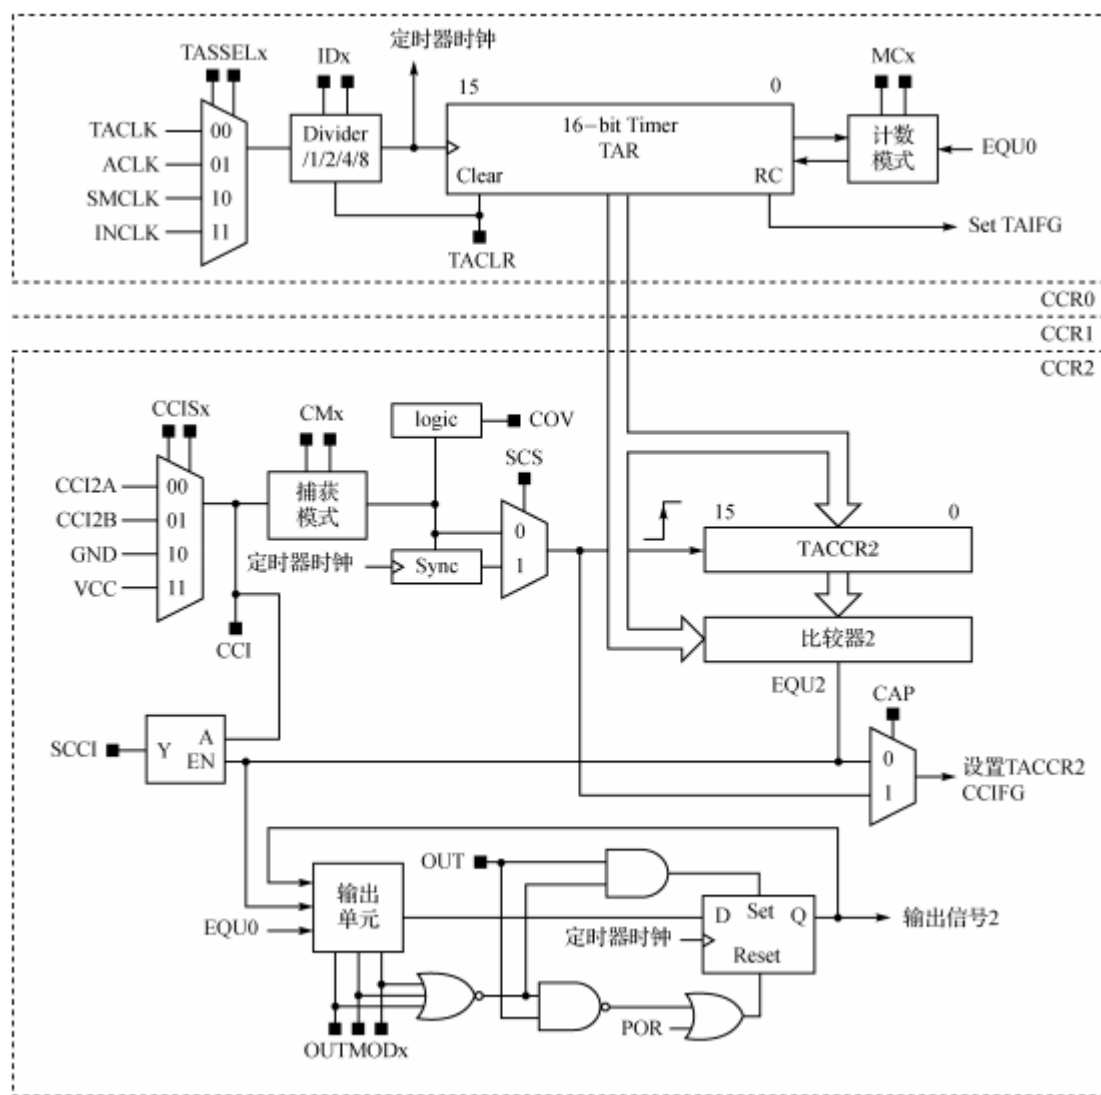 定时器时钟
TASSELx
IDx
MCx
15
0
TACLK
00
ACLK
01
SMCLK
10
INCLK
11
Divider
/1/2/4/8
16-bit Timer
TAR
Clear
RC
计数
模式
EQU0
Set TAIFG
TACLR
CCR0
CCR1
CCR2
CCISx
CMx
logic
COV
SCS
CCI2A
00
CCI2B
01
GND
10
VCC
11
捕获
模式
定时器时钟
Sync
0
1
15
0
TACCR2
比较器2
CCI
EQU2
CAP
SCCI
Y
A
EN
0
1
设置TACCR2
CCIFG
OUT
输出
单元
EQU0
定时器时钟
D
Set
Q
Reset
输出信号2
POR
OUTMODx